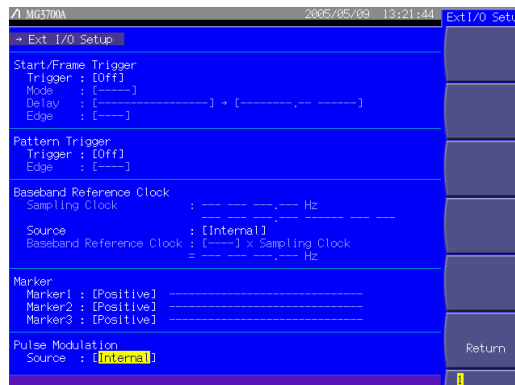 MG3700A 2005/05/09 13:21:44 Ext I/O Setu
→ Ext I/O Setup
Start/Frame Trigger
Trigger : [Off]
Mode : [-----]
Delay : [-----------------] → [--------.-- ------]
Edge : [----]
Pattern Trigger
Trigger : [Off]
Edge : [----]
Baseband Reference Clock
Sampling Clock : --- --- ---.--- Hz
--- --- ---.--- ------ --- ---
Source : [Internal]
Baseband Reference Clock : [----] x Sampling Clock
= --- --- ---.--- Hz
Marker
Marker1 : [Positive] ------------------------------
Marker2 : [Positive] ------------------------------
Marker3 : [Positive] ------------------------------
Pulse Modulation
Source : [Internal]
Return
1